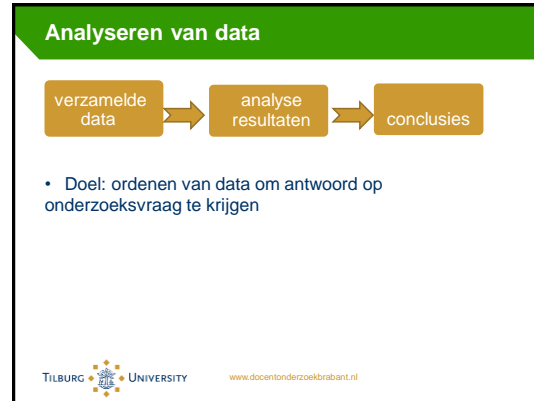 Analyseren van data
verzamelde
data
analyse
resultaten
conclusies
• Doel: ordenen van data om antwoord op
onderzoeksvraag te krijgen
TILBURG UNIVERSITY
www.docentonderzoekbrabant.nl